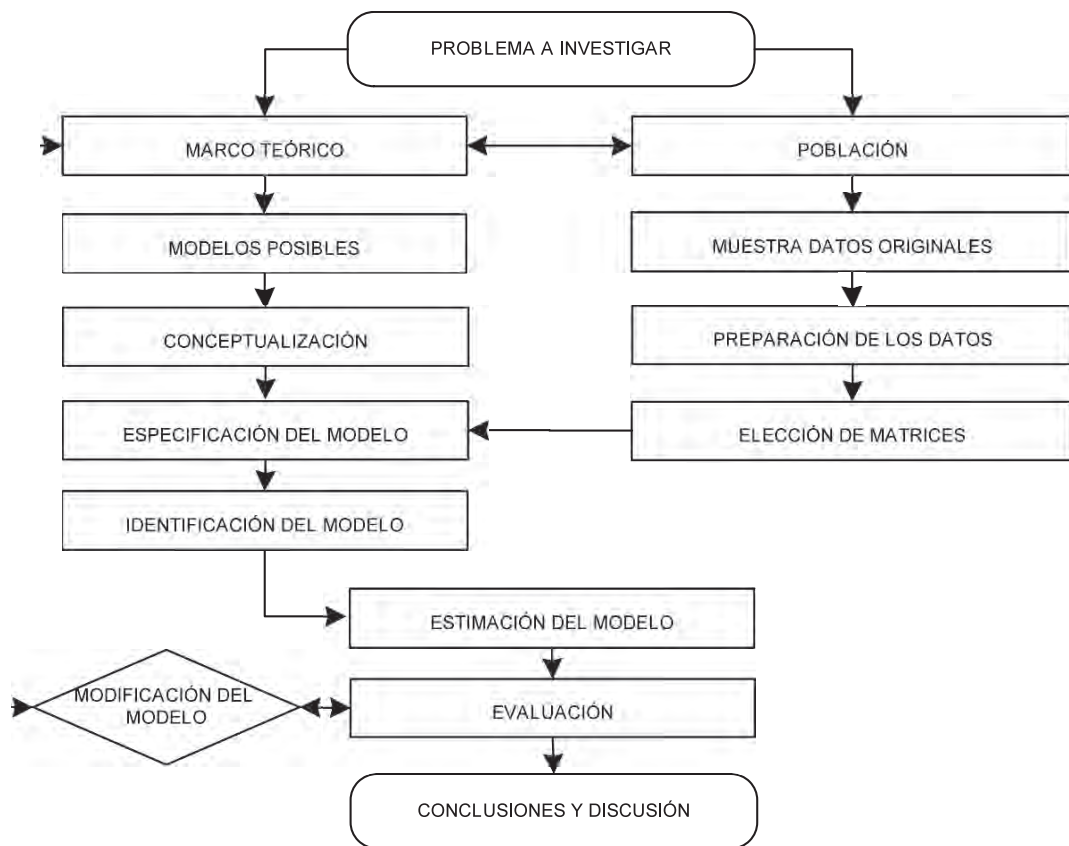 PROBLEMA A INVESTIGAR
MARCO TEÓRICO
POBLACIÓN
MODELOS POSIBLES
MUESTRA DATOS ORIGINALES
CONCEPTUALIZACIÓN
PREPARACIÓN DE LOS DATOS
ESPECIFICACIÓN DEL MODELO
ELECCIÓN DE MATRICES
IDENTIFICACIÓN DEL MODELO
ESTIMACIÓN DEL MODELO
MODIFICACIÓN DEL
MODELO
EVALUACIÓN
CONCLUSIONES Y DISCUSIÓN